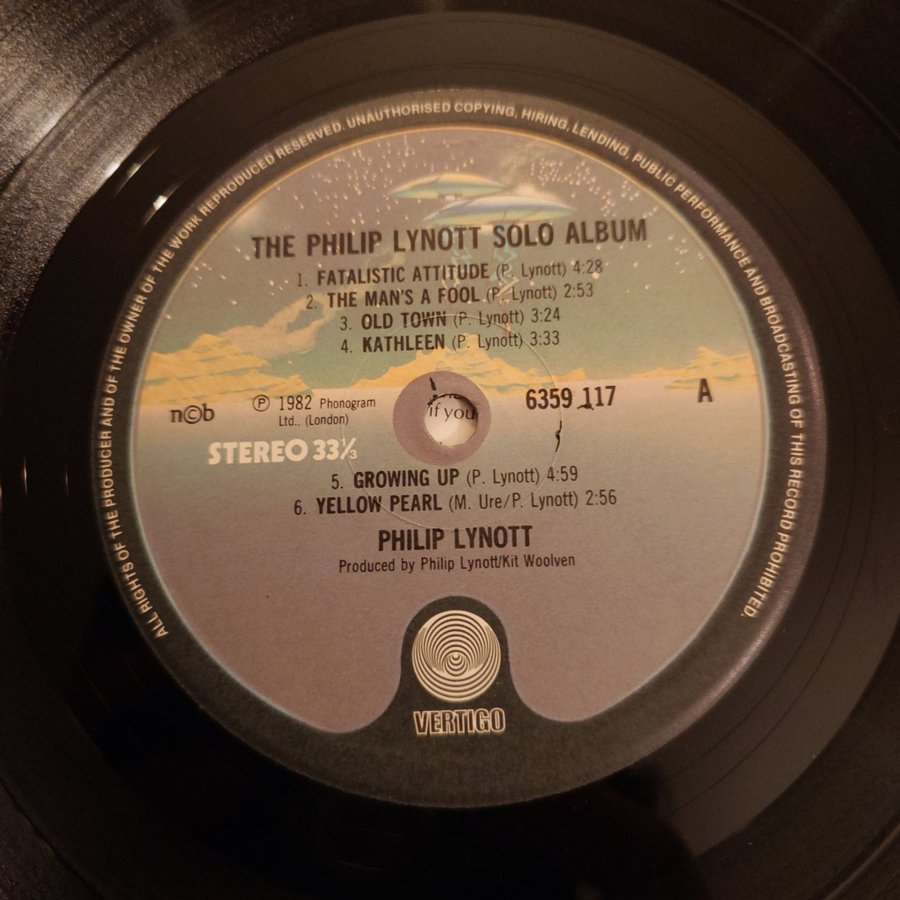 ALL RIGHTS OF THE PRODUCER AND OF THE OWNER OF THE WORK REPRODUCED RESERVED. UNAUTHORISED COPYING, HIRING, LENDING, PUBLIC PERFORMANCE AND BROADCASTING OF THIS RECORD PROHIBITED.
THE PHILIP LYNOTT SOLO ALBUM
1. FATALISTIC ATTITUDE (P. Lynott) 4:28
2. THE MAN'S A FOOL (P. Lynott) 2:53
3. OLD TOWN (P. Lynott) 3:24
4. KATHLEEN (P. Lynott) 3:33
n©b
℗ 1982 Phonogram
Ltd.. (London)
if you
6359 117
A
STEREO 33⅓
5. GROWING UP (P. Lynott) 4:59
6. YELLOW PEARL (M. Ure/P. Lynott) 2:56
PHILIP LYNOTT
Produced by Philip Lynott/Kit Woolven
VERTIGO